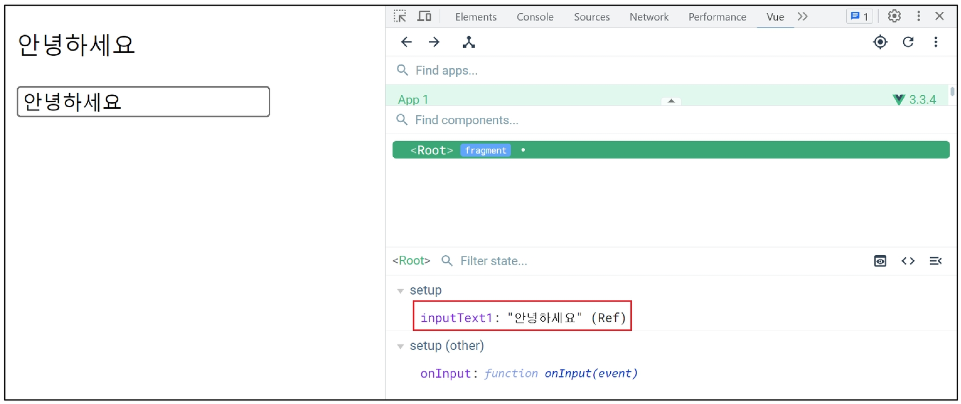 안녕하세요
안녕하세요
Elements Console Sources Network Performance Vue 1
Find apps...
App 1 3.3.4
Find components...
<Root> fragment
<Root> Filter state...
setup
inputText1: "안녕하세요" (Ref)
setup (other)
onInput: function onInput(event)